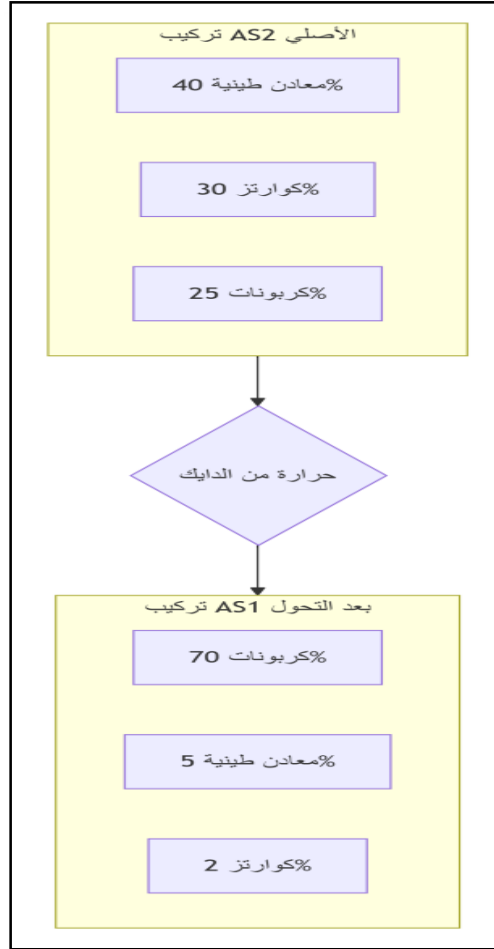 تركيب AS2 الأصلي
معادن طينية 40%
كوارتز 30%
كربونات 25%
حرارة من الدايك
تركيب AS1 بعد التحول
كربونات 70%
معادن طينية 5%
كوارتز 2%